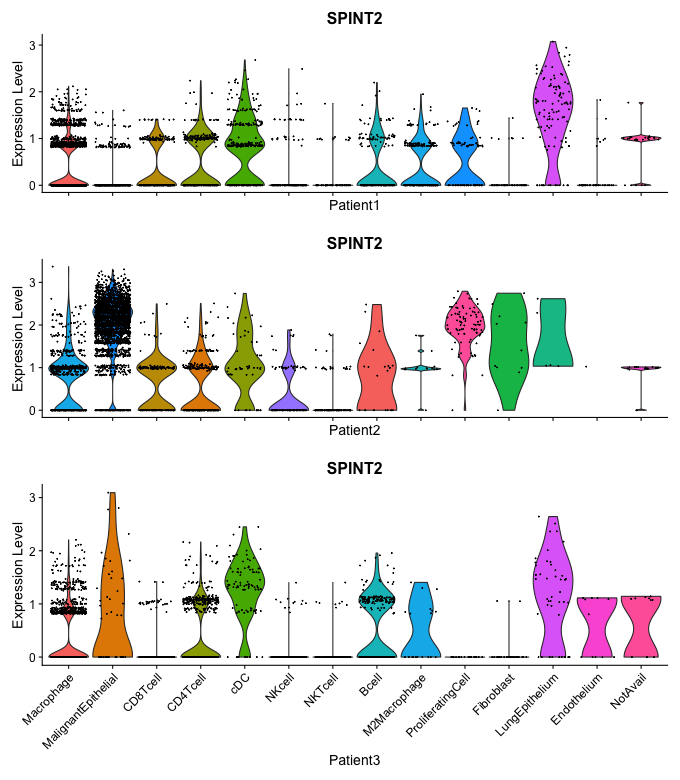 SPINT2
3
2
1
0
Expression Level
Patient1
SPINT2
3
2
1
0
Expression Level
Patient2
SPINT2
3
2
1
0
Expression Level
Macrophage
MalignantEpithelial
CD8Tcell
CD4Tcell
cDC
NKcell
NKTcell
Bcell
M2Macrophage
ProliferatingCell
Fibroblast
LungEpithelium
Endothelium
NotAvail
Patient3